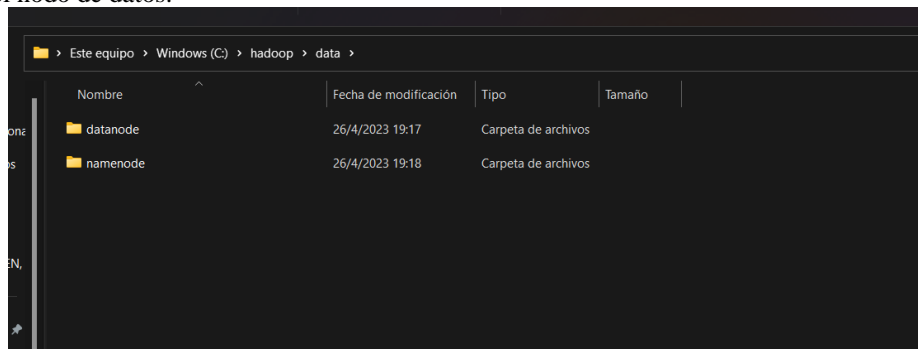 nodo de datos.
Este equipo > Windows (C:) > hadoop > data >
Nombre Fecha de modificación Tipo Tamaño
datanode 26/4/2023 19:17 Carpeta de archivos
namenode 26/4/2023 19:18 Carpeta de archivos